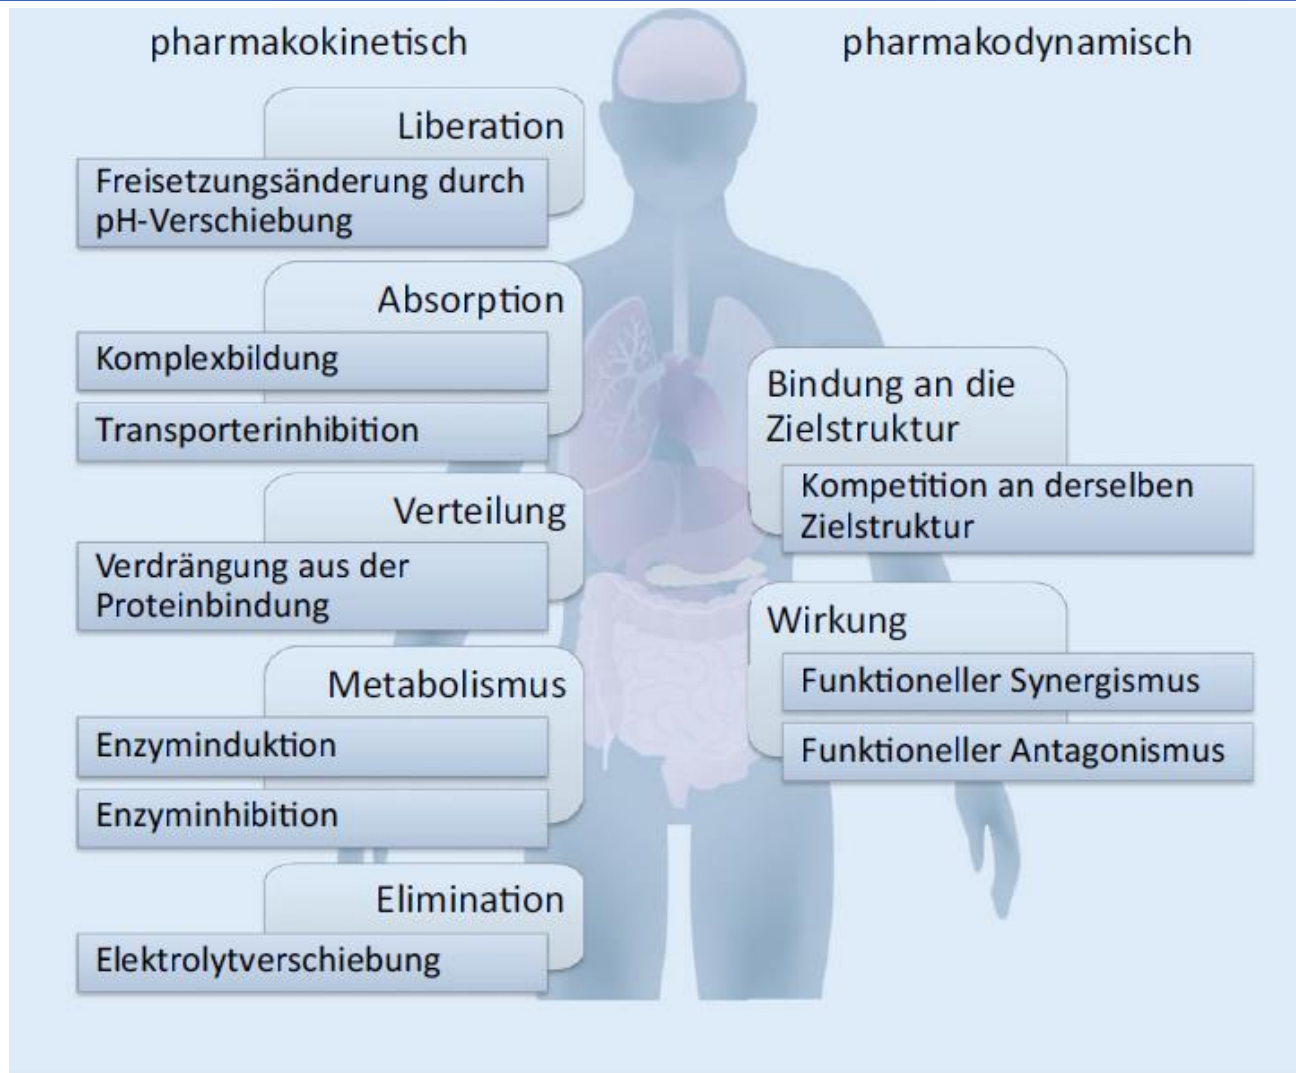 pharmakokinetisch
Liberation
Freisetzungsänderung durch
pH-Verschiebung
Absorption
Komplexbildung
Transporterinhibition
Verteilung
Verdrängung aus der
Proteinbindung
Metabolismus
Enzyminduktion
Enzyminhibition
Elimination
Elektrolytverschiebung
pharmakodynamisch
Bindung an die
Zielstruktur
Kompetition an derselben
Zielstruktur
Wirkung
Funktioneller Synergismus
Funktioneller Antagonismus